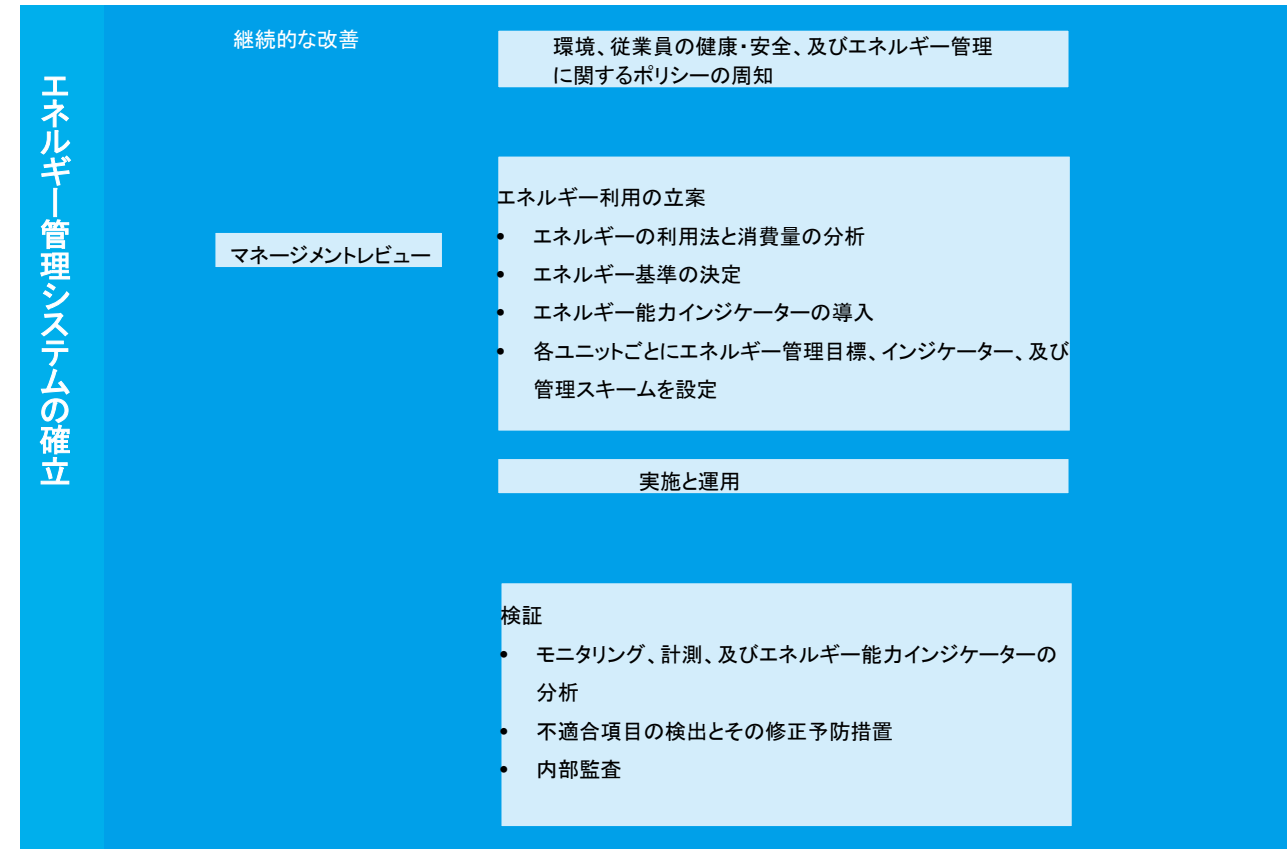 エネルギー管理システムの確立
継続的な改善
環境、従業員の健康・安全、及びエネルギー管理
に関するポリシーの周知
マネージメントレビュー
エネルギー利用の立案
• エネルギーの利用法と消費量の分析
• エネルギー基準の決定
• エネルギー能力インジケーターの導入
• 各ユニットごとにエネルギー管理目標、インジケーター、及び
管理スキームを設定
実施と運用
検証
• モニタリング、計測、及びエネルギー能力インジケーターの
分析
• 不適合項目の検出とその修正予防措置
• 内部監査